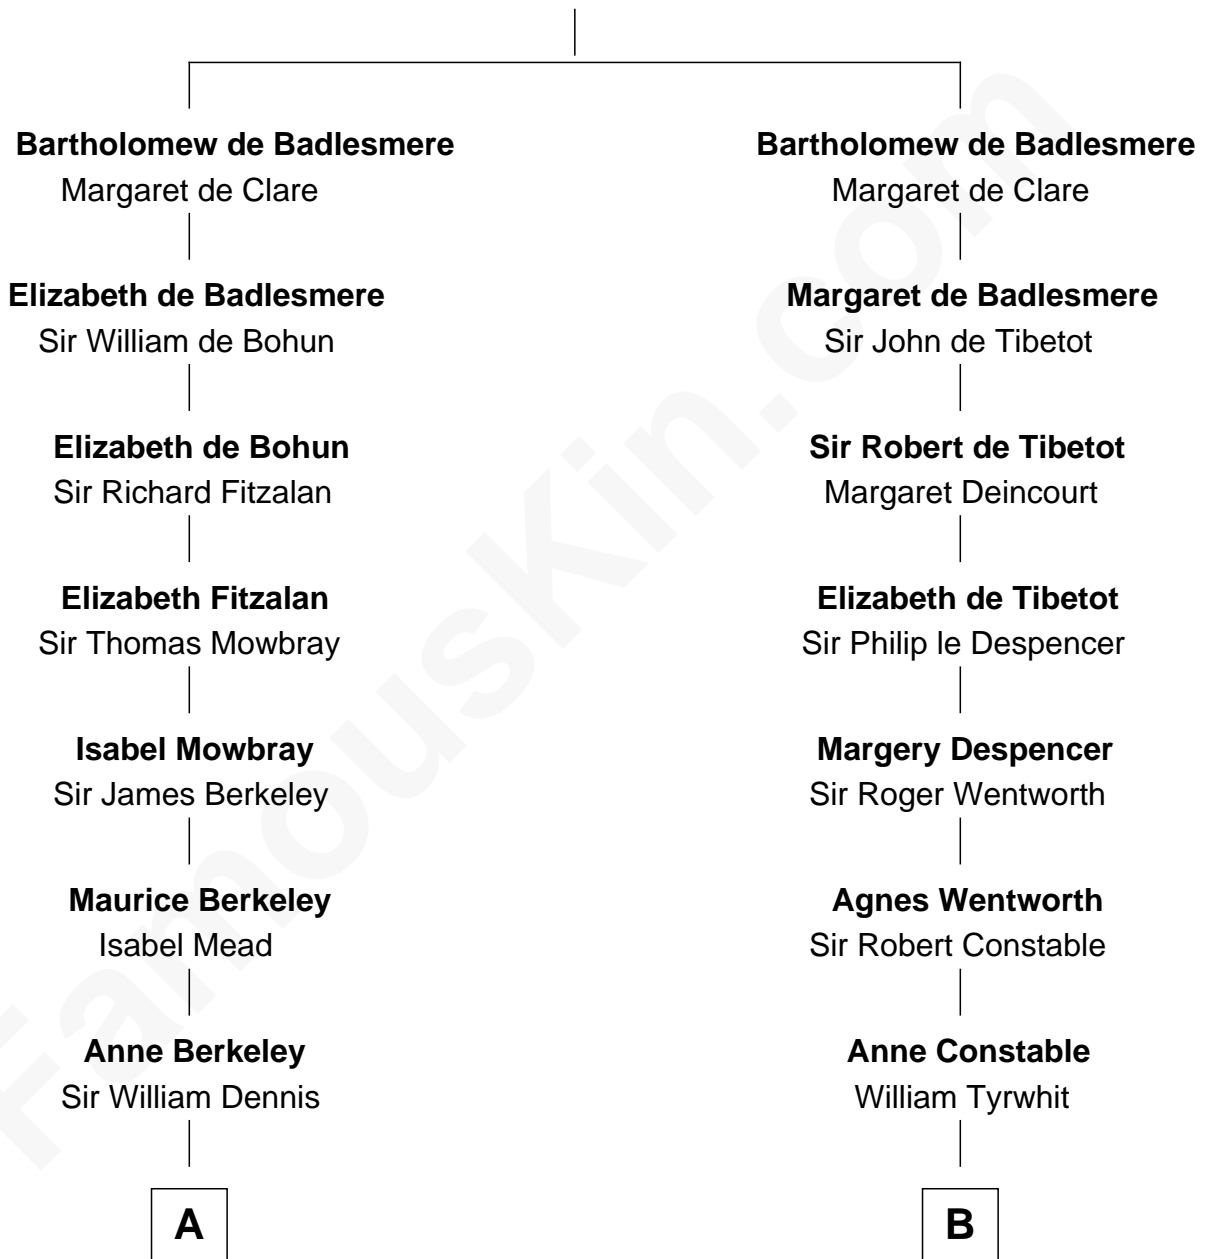 Bartholomew de Badlesmere
Margaret de Clare
Elizabeth de Badlesmere
Sir William de Bohun
Elizabeth de Bohun
Sir Richard Fitzalan
Elizabeth Fitzalan
Sir Thomas Mowbray
Isabel Mowbray
Sir James Berkeley
Maurice Berkeley
Isabel Mead
Anne Berkeley
Sir William Dennis
A
Bartholomew de Badlesmere
Margaret de Clare
Margaret de Badlesmere
Sir John de Tibetot
Sir Robert de Tibetot
Margaret Deincourt
Elizabeth de Tibetot
Sir Philip le Despencer
Margery Despencer
Sir Roger Wentworth
Agnes Wentworth
Sir Robert Constable
Anne Constable
William Tyrwhit
B
FamousKin.com